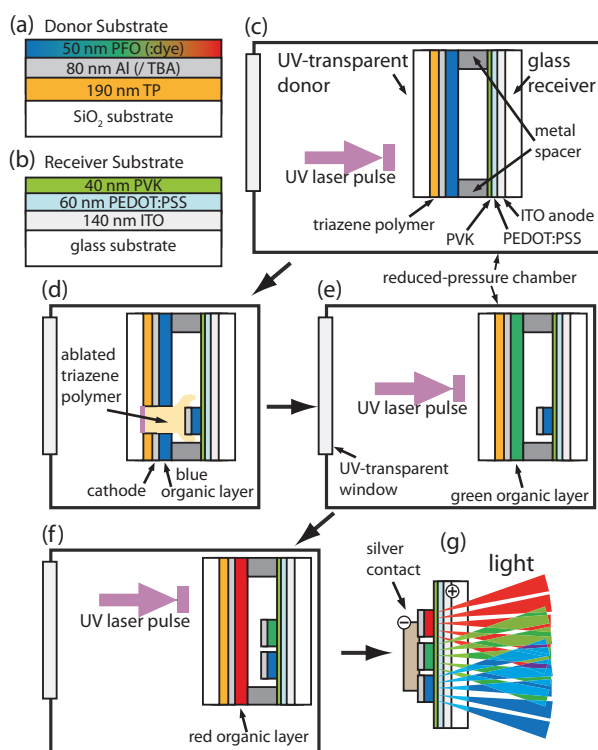 (a) Donor Substrate
50 nm PFO (:dye)
80 nm Al (/ TBA)
190 nm TP
SiO2 substrate
(b) Receiver Substrate
40 nm PVK
60 nm PEDOT:PSS
140 nm ITO
glass substrate
(c)
UV-transparent
donor
glass
receiver
metal
spacer
UV laser pulse
triazene polymer
ITO anode
PVK
PEDOT:PSS
reduced-pressure chamber
(d)
ablated
triazene
polymer
blue
cathode
organic layer
(e)
UV laser pulse
UV-transparent
window
green organic layer
(f)
UV laser pulse
red organic layer
(g)
silver
contact
light
+
−